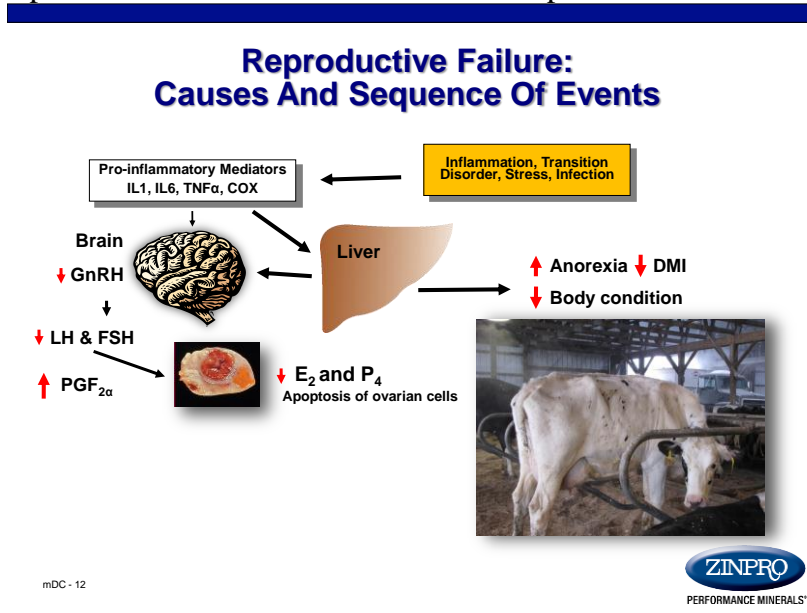 Reproductive Failure:
Causes And Sequence Of Events
Pro-inflammatory Mediators
IL1, IL6, TNFα, COX
Inflammation, Transition
Disorder, Stress, Infection
Brain
GnRH
LH & FSH
PGF2α
Liver
E2 and P4
Apoptosis of ovarian cells
Anorexia DMI
Body condition
mDC - 12
ZINPRO
PERFORMANCE MINERALS®